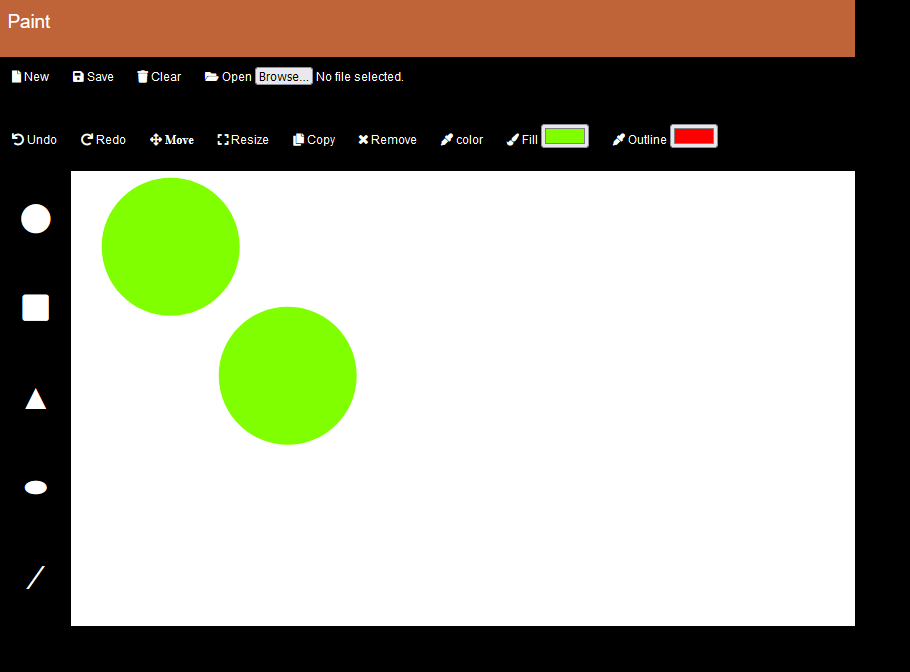 Paint
New Save Clear Open Browse... No file selected.
Undo Redo Move Resize Copy Remove color Fill Outline